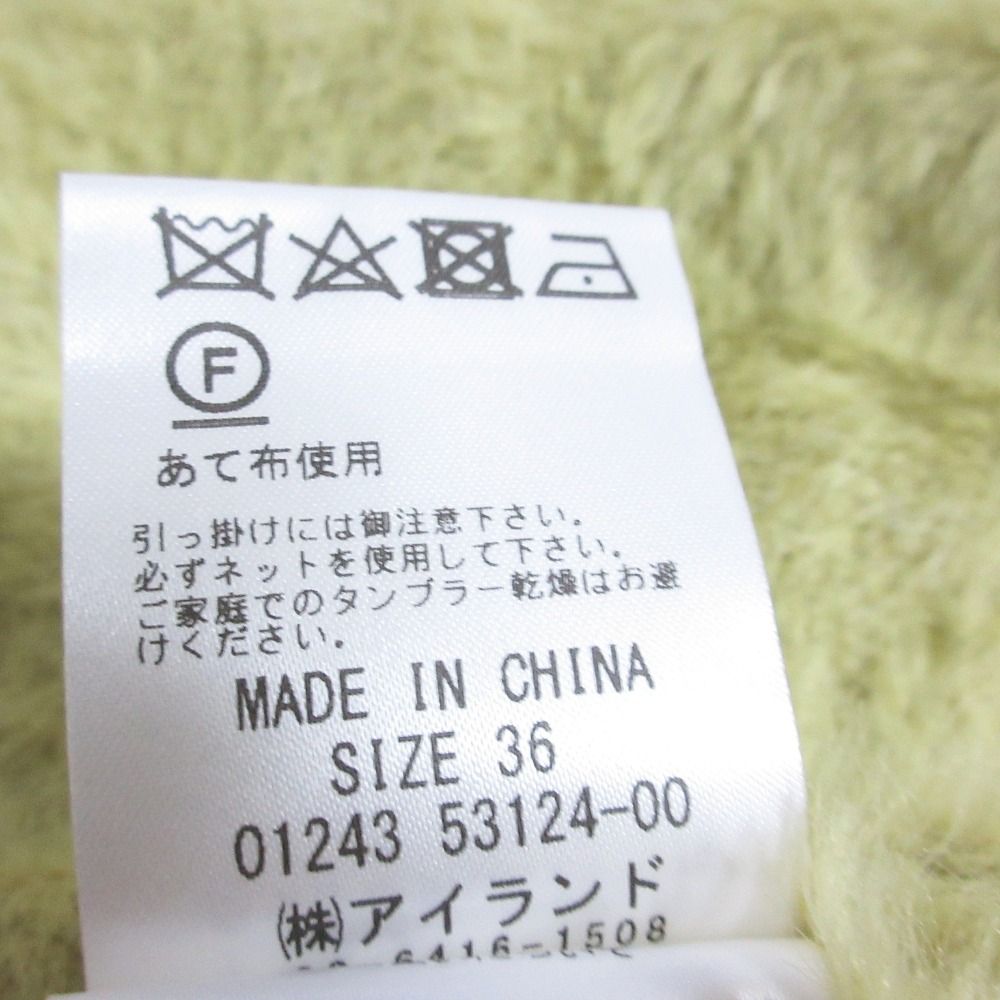 F
あて布使用
引っ掛けには御注意下さい。
必ずネットを使用して下さい。
ご家庭でのタンブラー乾燥はお避
けください。
MADE IN CHINA
SIZE 36
01243 53124-00
㈱アイランド
6416-1508